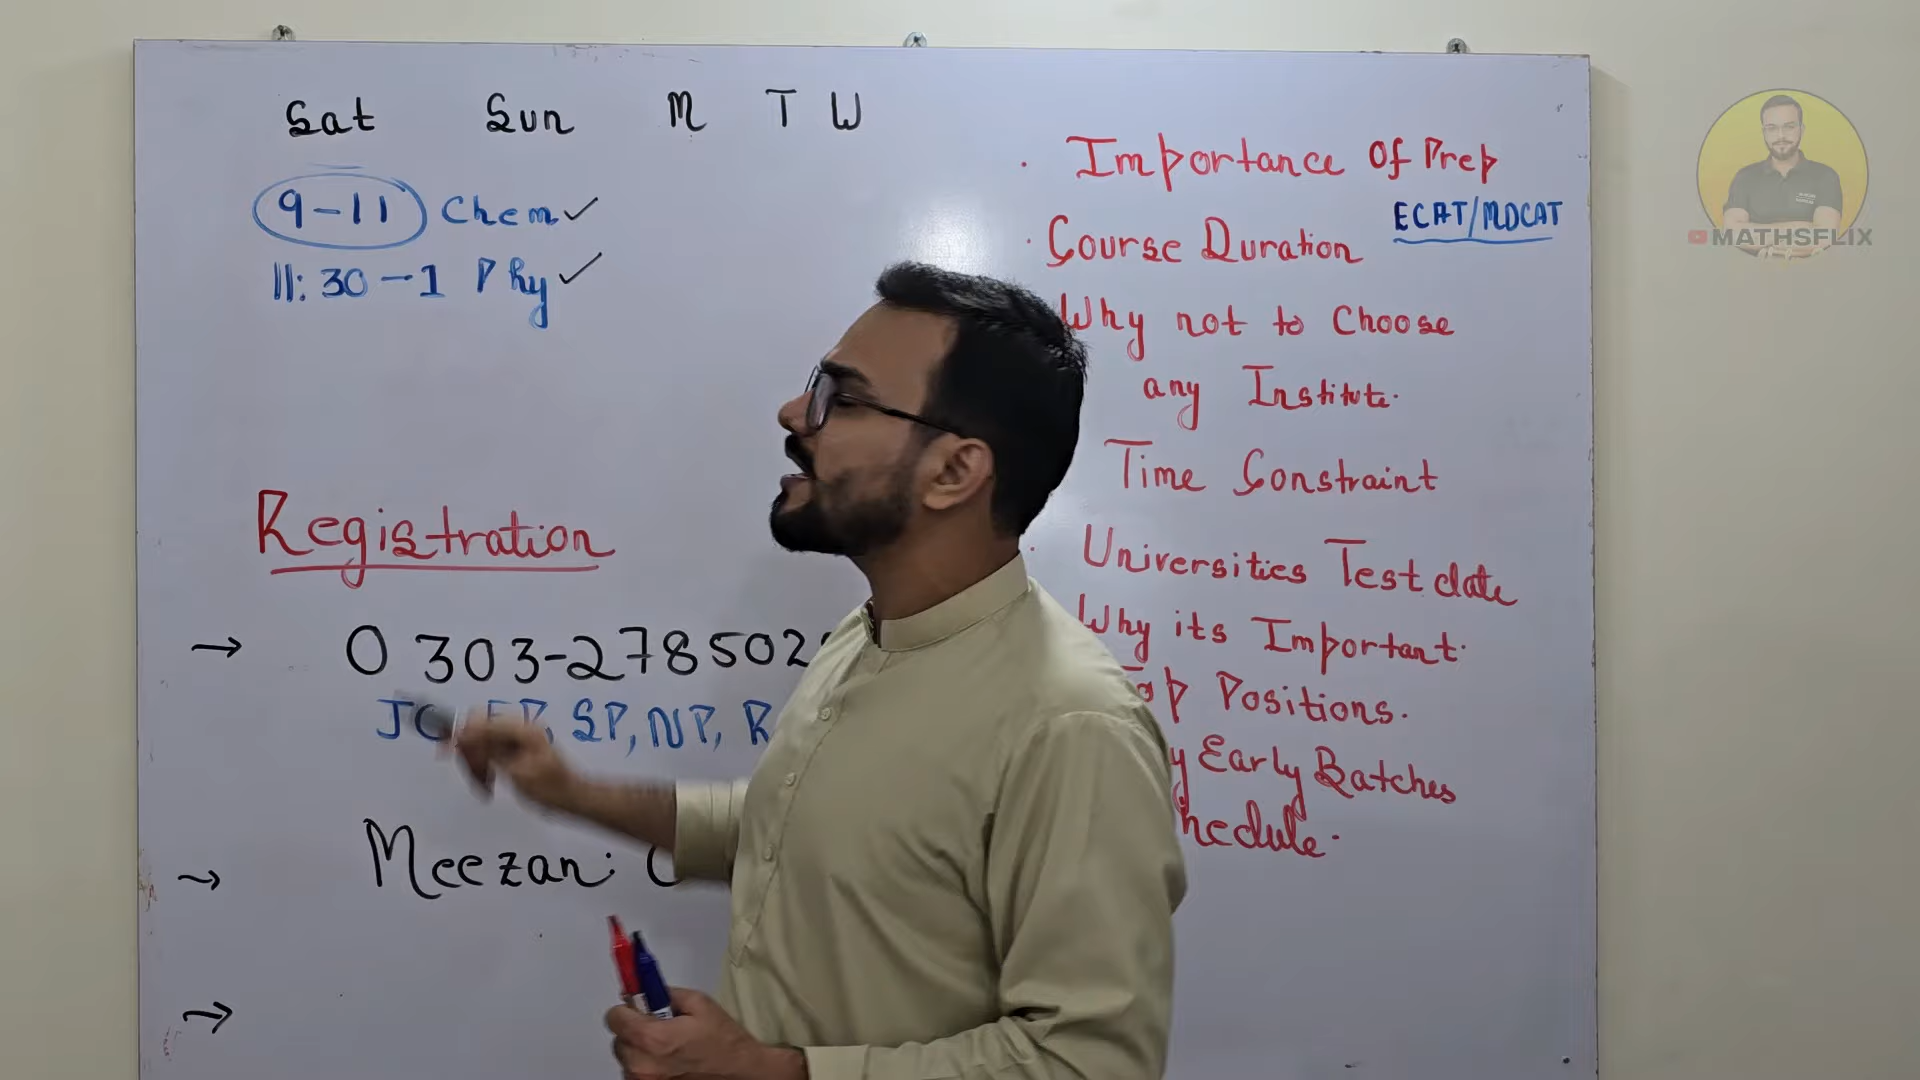 Sat Sun M T W
9-11 Chem ✓
11:30-1 Phy ✓
Registration
→ 0303-278502
SP, NP,
→ Meezan:
→
· Importance Of Prep
ECAT/MDCAT
· Course Duration
Why not to Choose
any Institute.
Time Constraint
· Universities Test date
Why its Important.
Top Positions.
Early Batches
MATHSFLIX